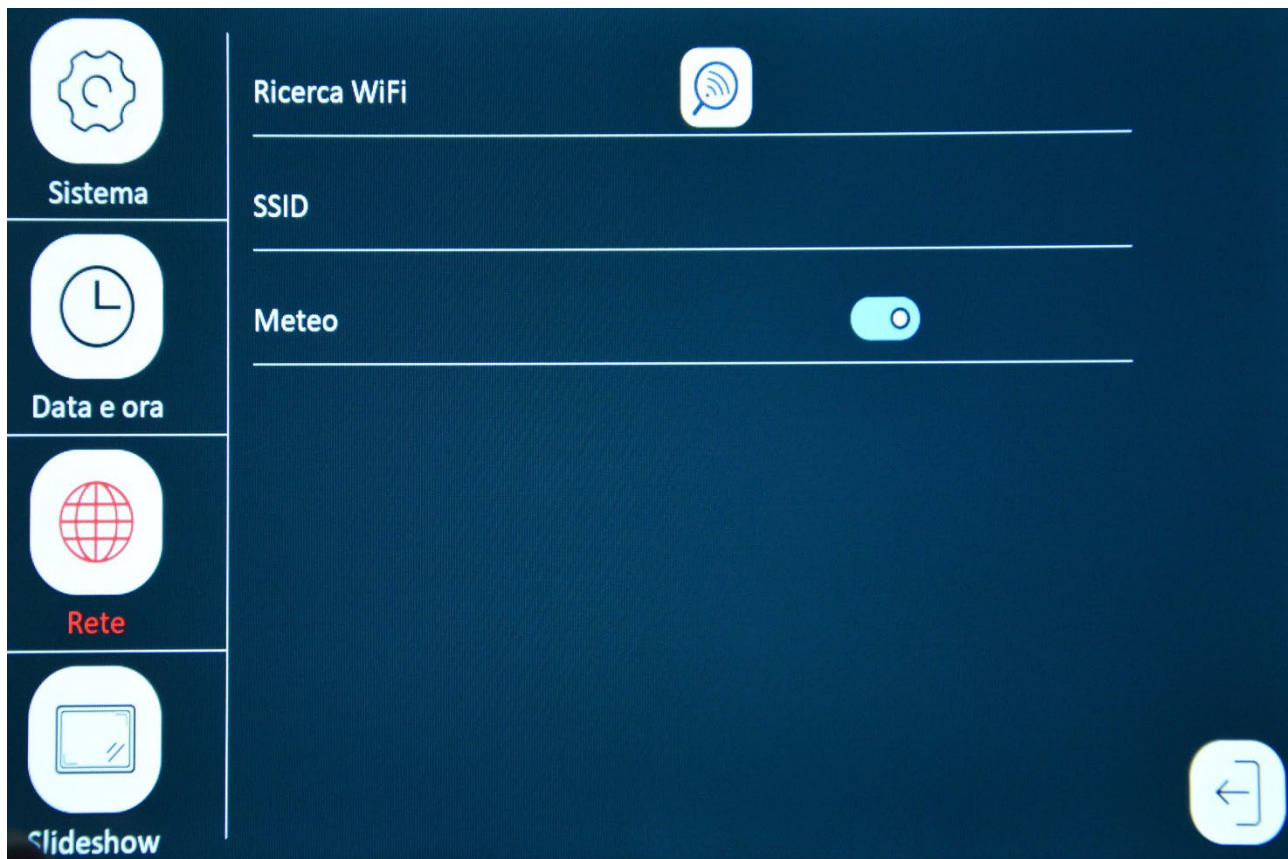 Sistema
Data e ora
Rete
Slideshow
Ricerca WiFi
SSID
Meteo